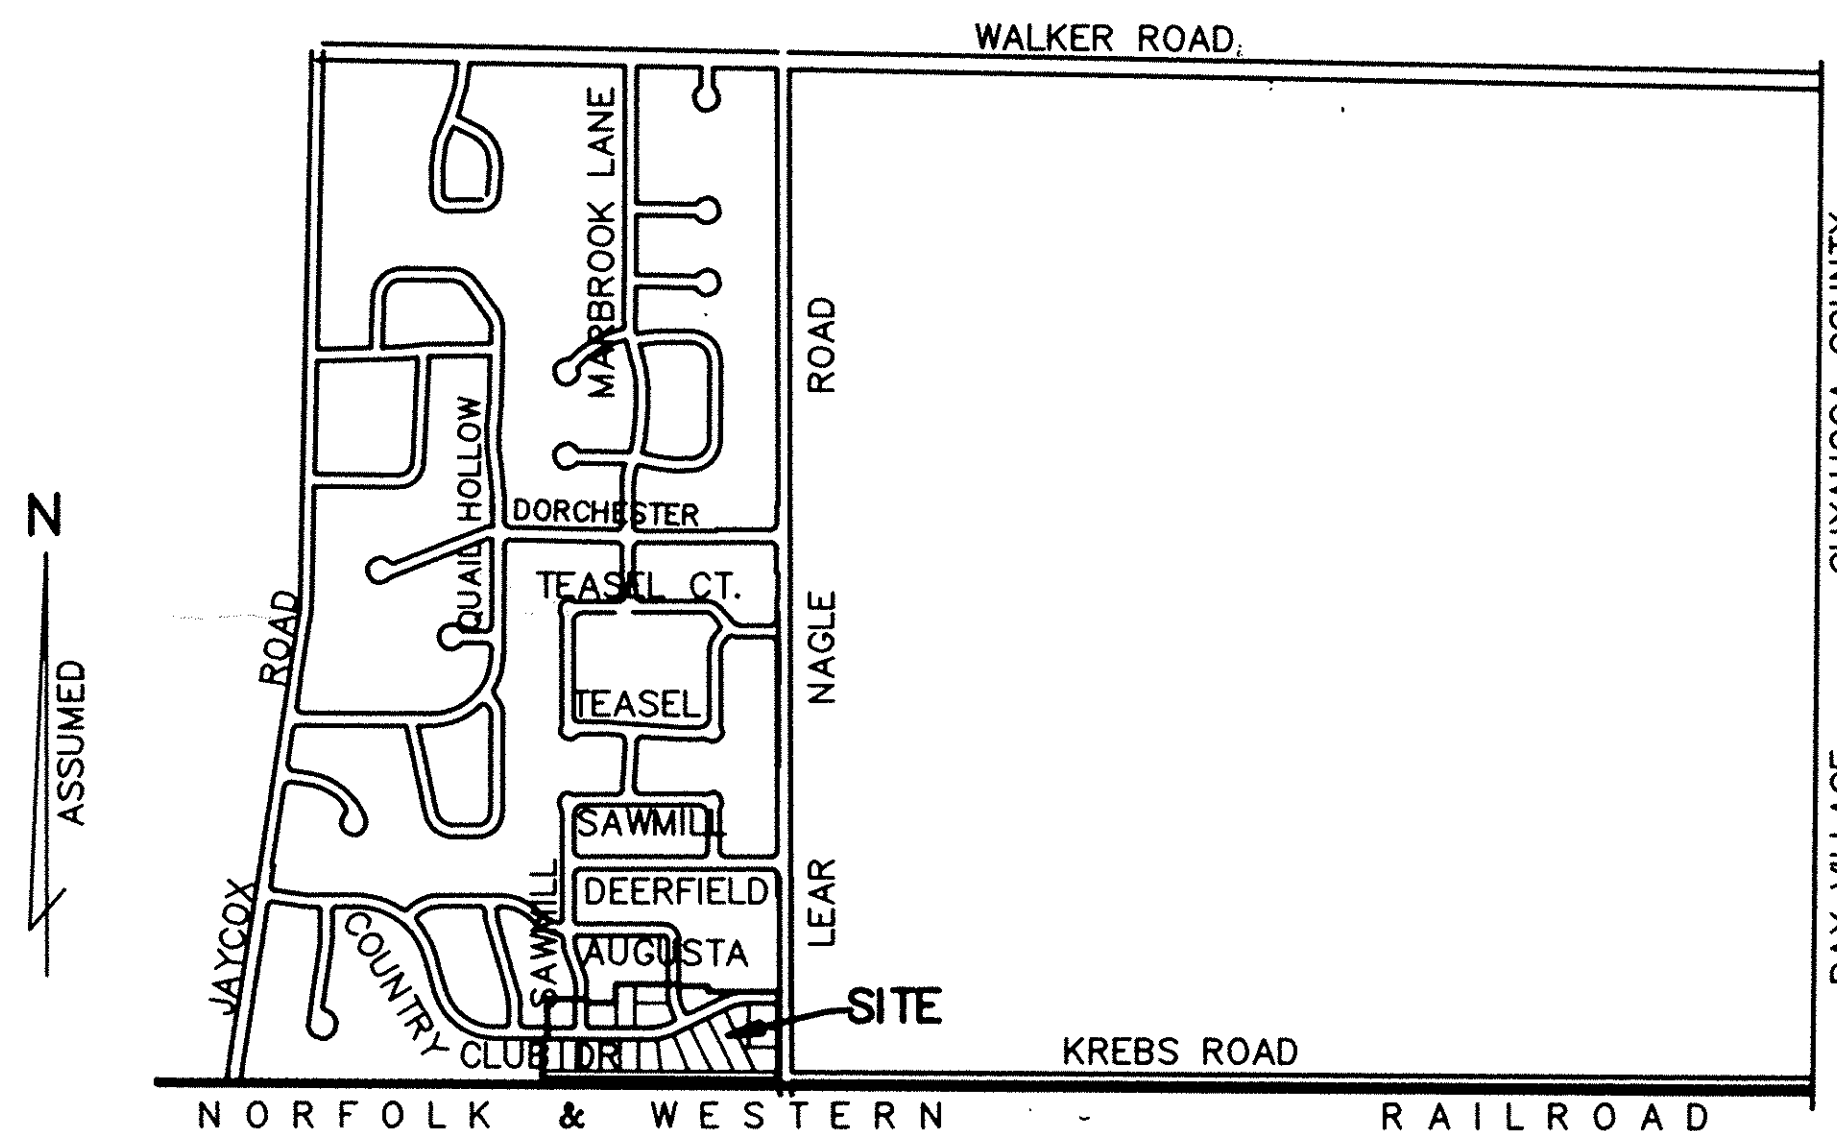 WALKER ROAD
MARBROOK LANE
ROAD
QUAIL HOLLOW
DORCHESTER
N
TEASEL CT.
ROAD
NAGLE
ASSUMED
TEASEL
SAWMILL
SAWMILL
DEERFIELD
LEAR
JAYCOX
COUNTRY
AUGUSTA
SITE
CLUB DR
KREBS ROAD
NORFOLK & WESTERN RAILROAD